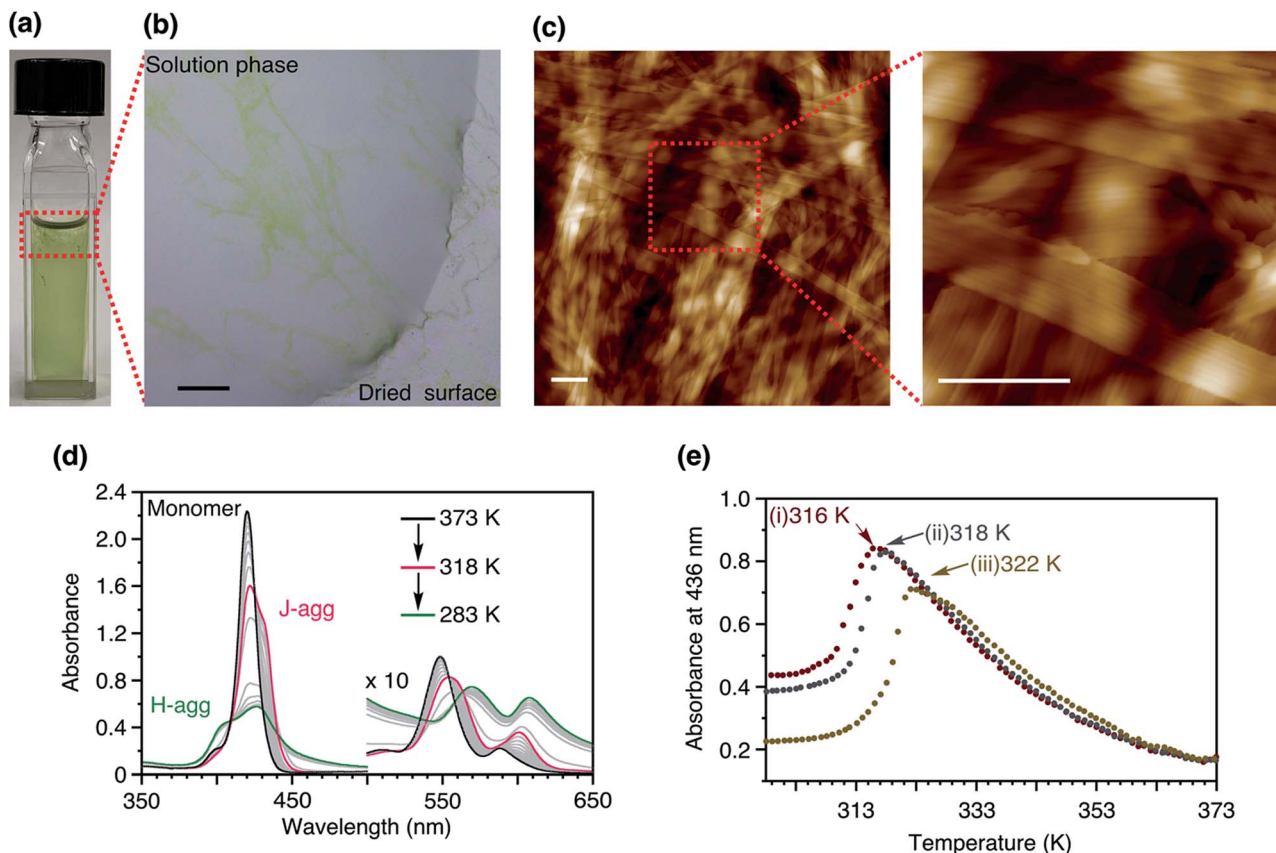 (a)
(b)
Solution phase
Dried surface
(c)
(d)
2.4
2.0
1.6
1.2
0.8
0.4
0
Absorbance
Monomer
373 K
318 K
283 K
J-agg
H-agg
x 10
350
450
550
650
Wavelength (nm)
(e)
1.0
0.8
0.6
0.4
0.2
Absorbance at 436 nm
(i)316 K
(ii)318 K
(iii)322 K
313
333
353
373
Temperature (K)